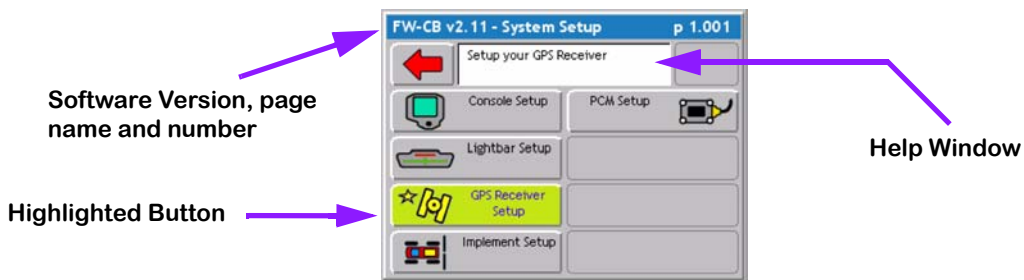 FW-CB v2.11 - System Setup p 1.001
Setup your GPS Receiver
Software Version, page
name and number
Console Setup
PCM Setup
Help Window
Lightbar Setup
Highlighted Button
GPS Receiver
Setup
Implement Setup